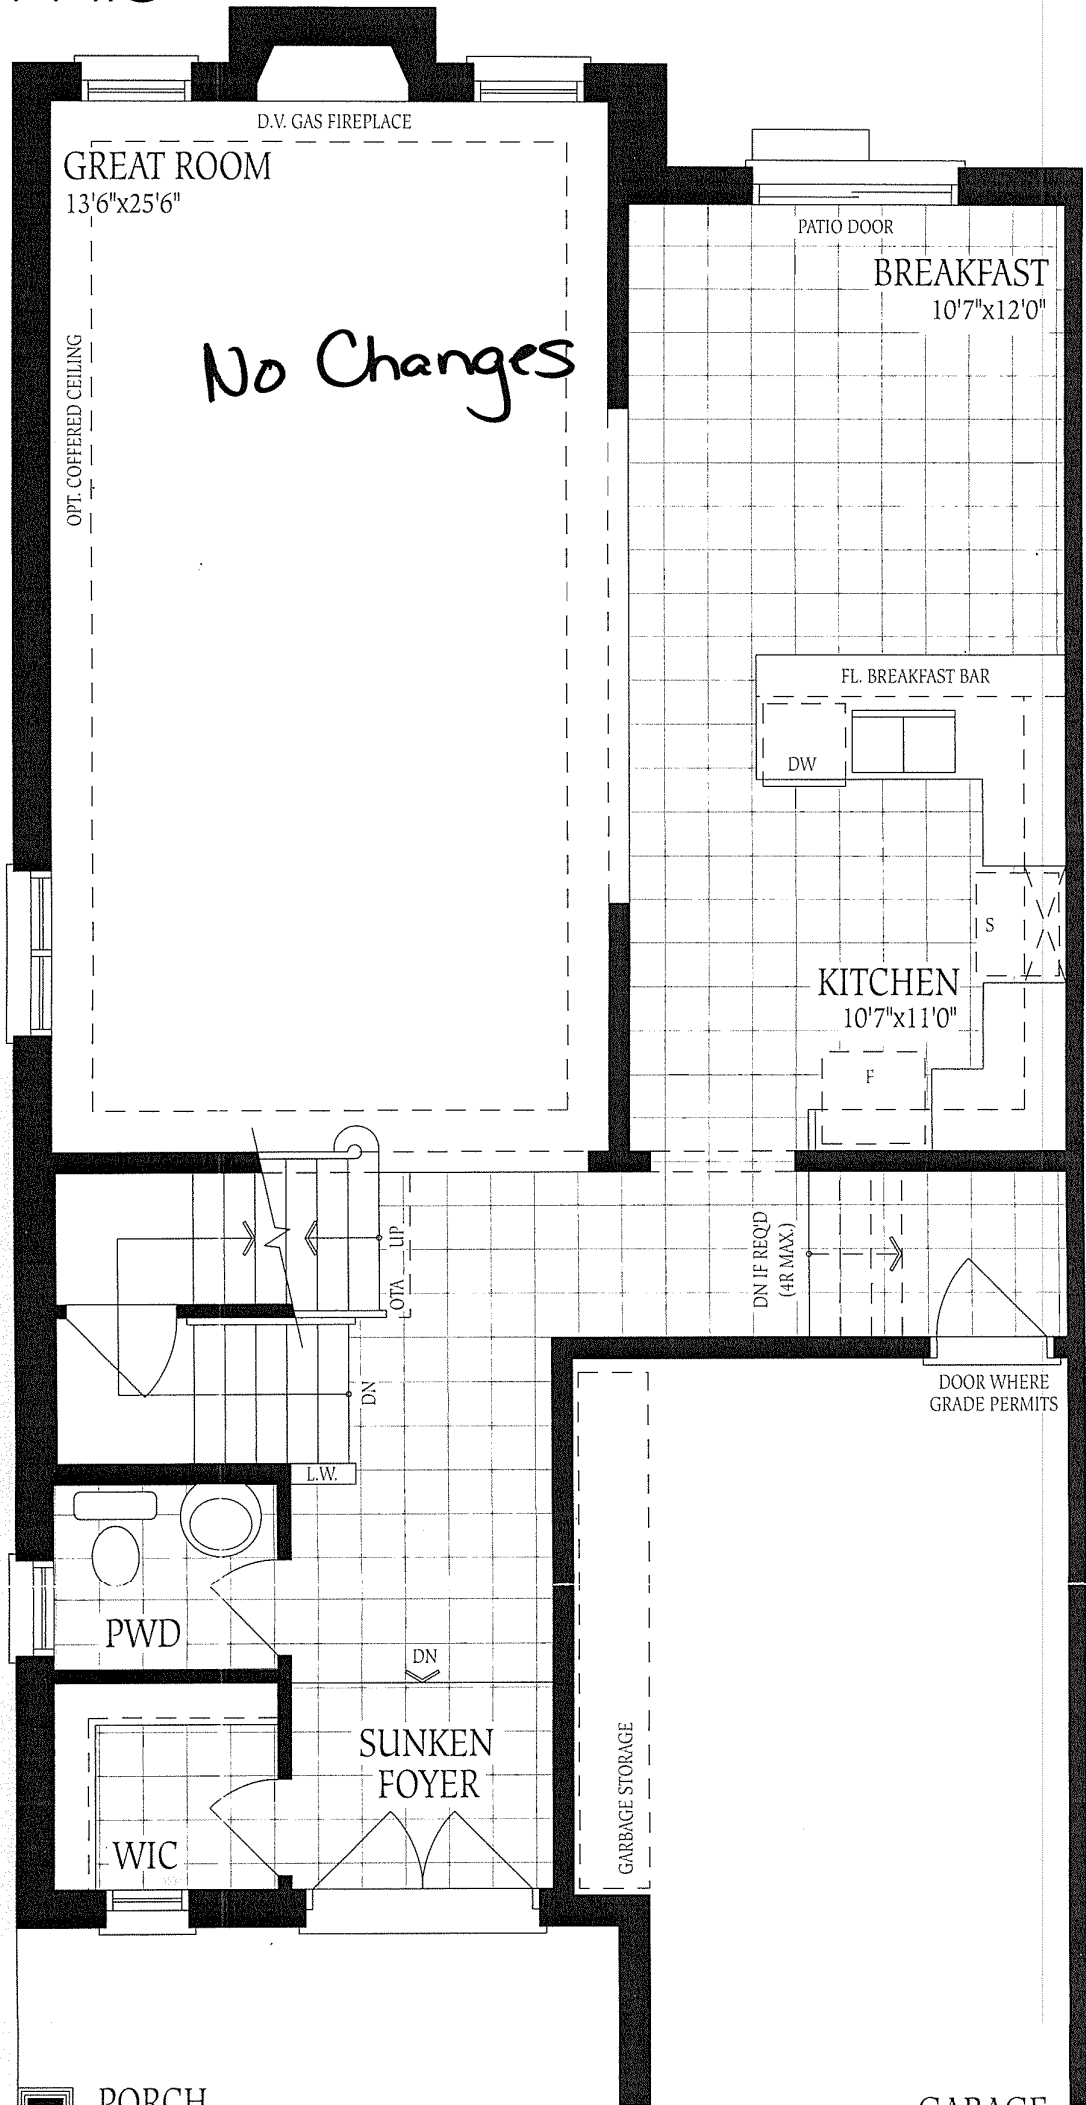 D.V. GAS FIREPLACE
GREAT ROOM
13'6"x25'6"
PATIO DOOR
BREAKFAST
10'7"x12'0"
No Changes
OPT. COFFERED CEILING
FL. BREAKFAST BAR
DW
S
KITCHEN
10'7"x11'0"
F
UP
OTA
DN IF REQ'D
(4R MAX.)
DN
DOOR WHERE
GRADE PERMITS
L.W.
PWD
DN
SUNKEN
FOYER
GARBAGE STORAGE
WIC
PORCH
GARAGE